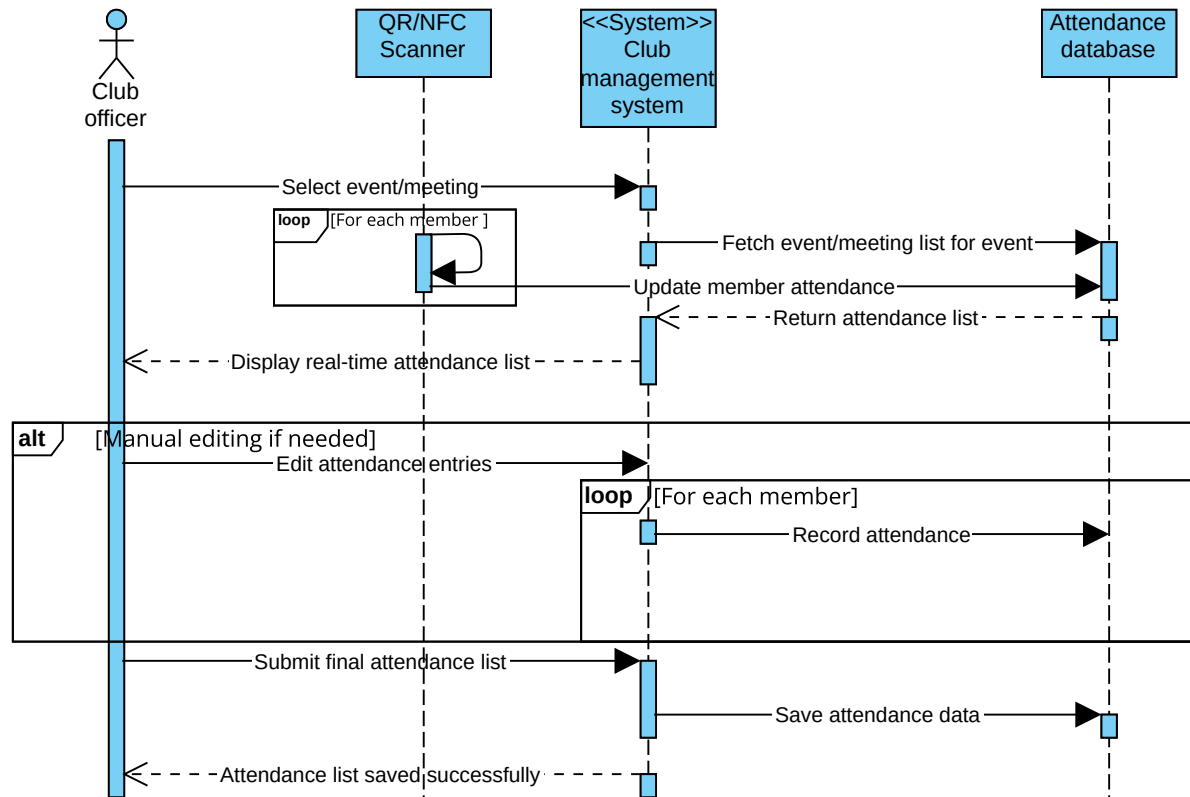 QR/NFC
Scanner
<<System>>
Club
management
system
Attendance
database
Club
officer
Select event/meeting
loop
[For each member ]
Fetch event/meeting list for event
Update member attendance
Return attendance list
Display real-time attendance list
alt
[Manual editing if needed]
Edit attendance entries
loop
[For each member]
Record attendance
Submit final attendance list
Save attendance data
Attendance list saved successfully